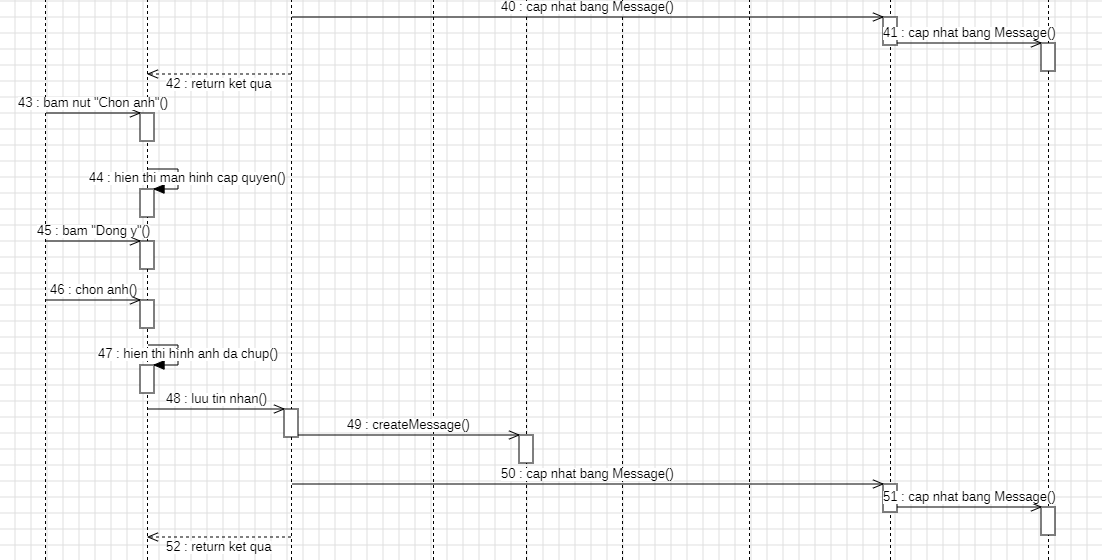 40 : cap nhat bang Message()
41 : cap nhat bang Message()
42 : return ket qua
43 : bam nut "Chon anh"()
44 : hien thi man hinh cap quyen()
45 : bam "Dong y"()
46 : chon anh()
47 : hien thi hinh anh da chup()
48 : luu tin nhan()
49 : createMessage()
50 : cap nhat bang Message()
51 : cap nhat bang Message()
52 : return ket qua